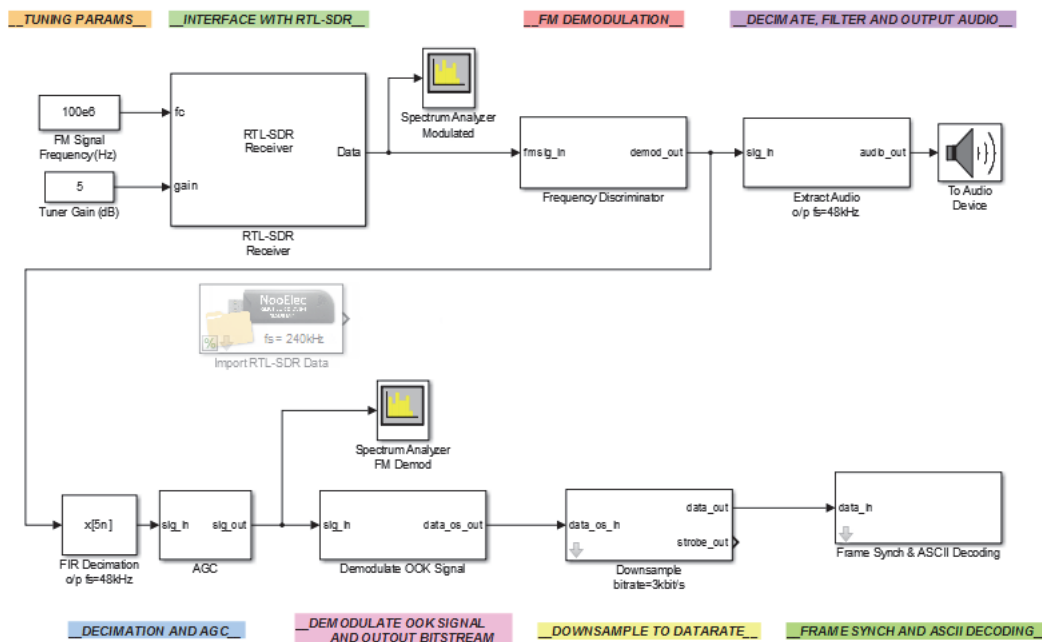 __TUNING PARAMS__
__INTERFACE WITH RTL-SDR__
__FM DEMODULATION__
__DECIMATE, FILTER AND OUTPUT AUDIO__
100e6
FM Signal
Frequency(Hz)
5
Tuner Gain (dB)
fc
gain
RTL-SDR
Receiver
Data
RTL-SDR
Receiver
Spectrum Analyzer
Modulated
fmsig_in
demod_out
Frequency Discriminator
sig_in
audio_out
Extract Audio
o/p fs=48kHz
To Audio
Device
NooElec
fs = 240kHz
Import RTL-SDR Data
Spectrum Analyzer
FM Demod
x[5n]
FIR Decimation
o/p fs=48kHz
sig_in
sig_out
AGC
sig_in
data_os_out
Demodulate OOK Signal
data_os_in
data_out
strobe_out
Downsample
bitrate=3kbit/s
data_in
Frame Synch & ASCII Decoding
__DECIMATION AND AGC__
__DEMODULATE OOK SIGNAL
AND OUTOUT BITSTREAM__
__DOWNSAMPLE TO DATARATE__
__FRAME SYNCH AND ASCII DECODING__